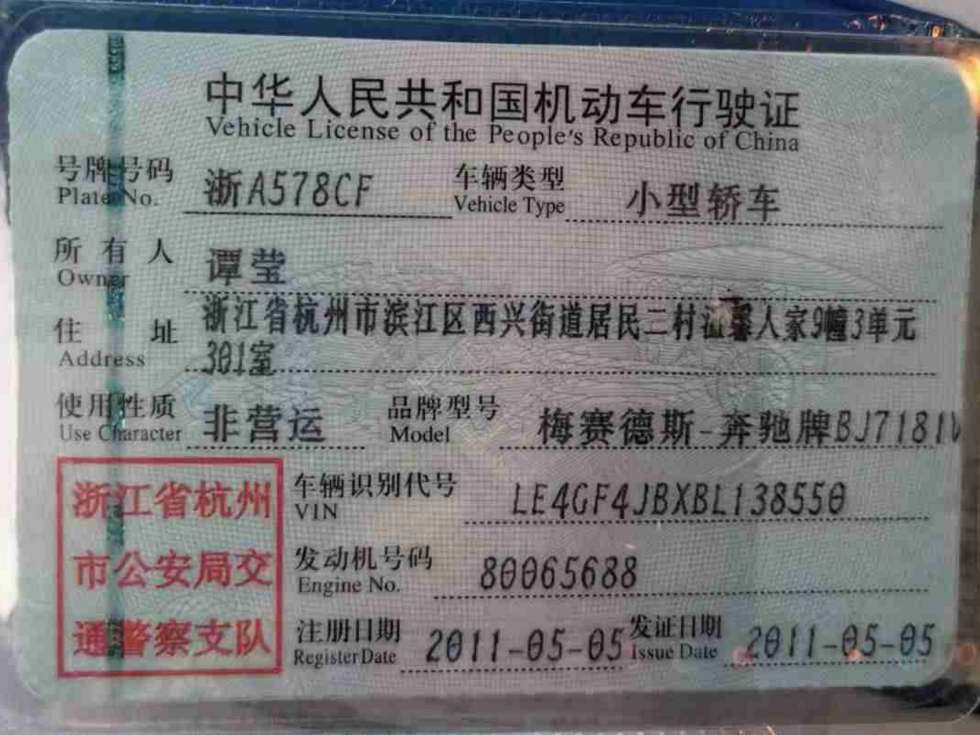 中华人民共和国机动车行驶证
Vehicle License of the People's Republic of China
号牌号码 浙A578CF 车辆类型 小型轿车
Plate No. Vehicle Type
所有人 谭莹
Owner
住址 浙江省杭州市滨江区西兴街道居民二村温馨人家9幢3单元
Address 301室
使用性质 非营运 品牌型号 梅赛德斯-奔驰牌BJ7181V
Use Character Model
浙江省杭州
市公安局交
通警察支队
车辆识别代号 LE4GF4JBXBL138550
VIN
发动机号码 80065688
Engine No.
注册日期 2011-05-05 发证日期 2011-05-05
Register Date Issue Date